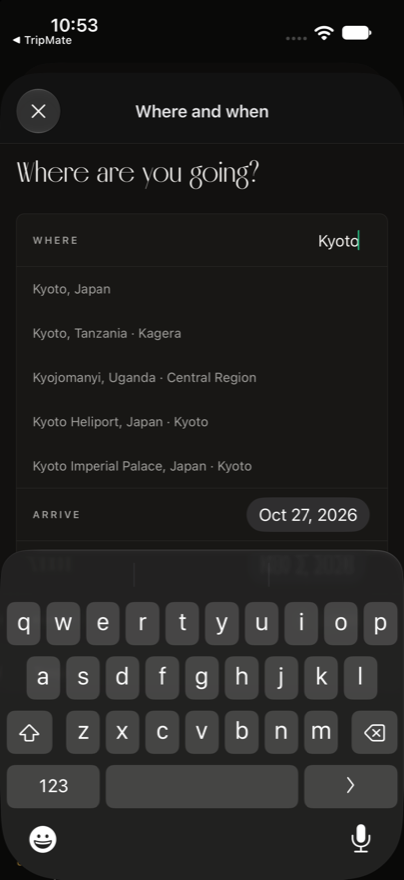 10:53
◀ TripMate
Where and when
Where are you going?
WHERE
Kyoto
Kyoto, Japan
Kyoto, Tanzania · Kagera
Kyojomanyi, Uganda · Central Region
Kyoto Heliport, Japan · Kyoto
Kyoto Imperial Palace, Japan · Kyoto
ARRIVE
Oct 27, 2026
q w e r t y u i o p
a s d f g h j k l
z x c v b n m
123